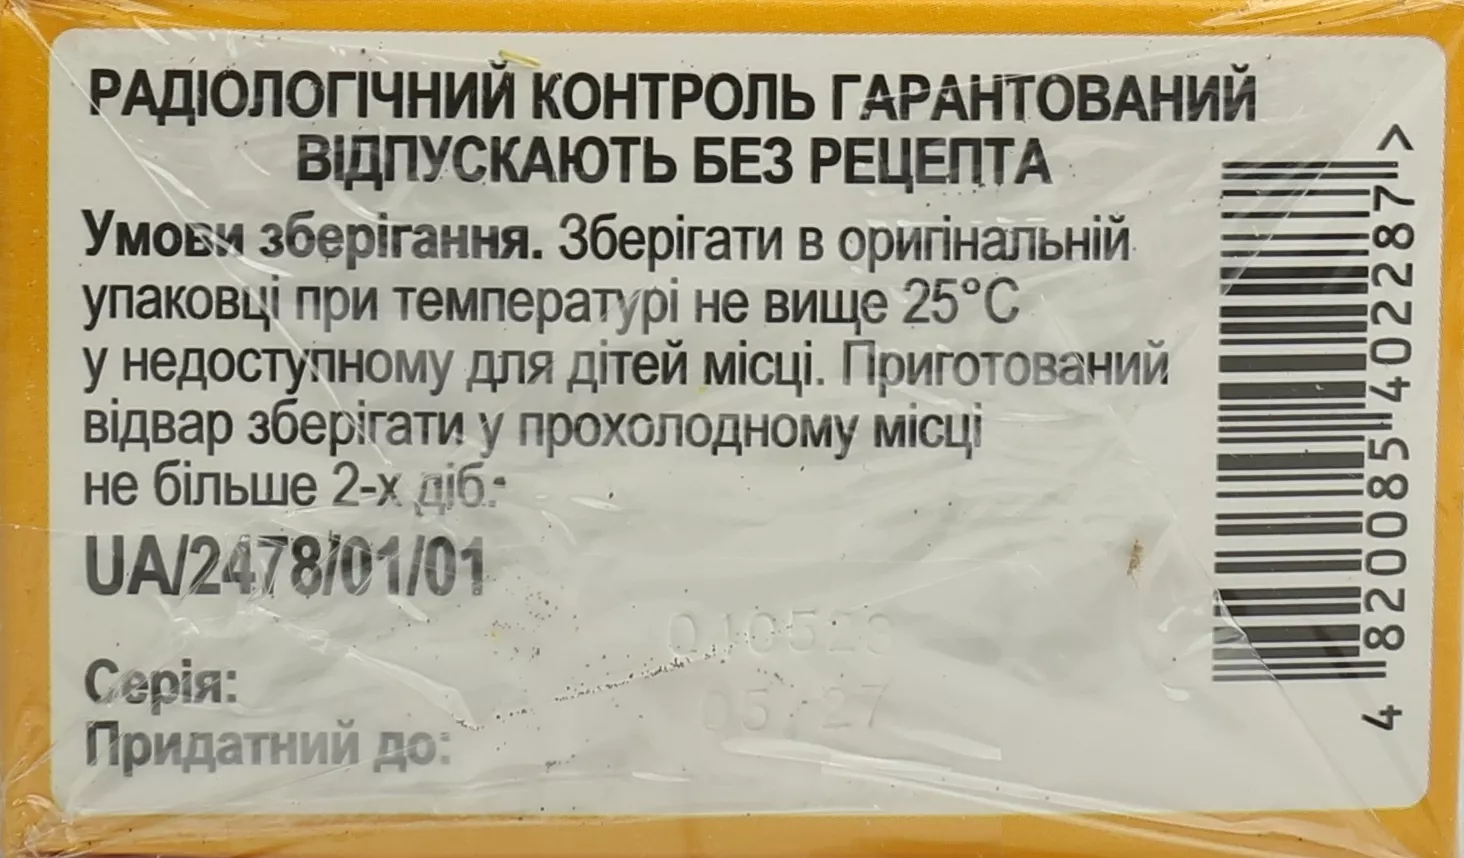 РАДІОЛОГІЧНИЙ КОНТРОЛЬ ГАРАНТОВАНИЙ
ВІДПУСКАЮТЬ БЕЗ РЕЦЕПТА
Умови зберігання. Зберігати в оригінальній
упаковці при температурі не вище 25°С
у недоступному для дітей місці. Приготований
відвар зберігати у прохолодному місці
не більше 2-х діб.
UA/2478/01/01
Серія: 040523
Придатний до: 05/27
4 820085 402287 >